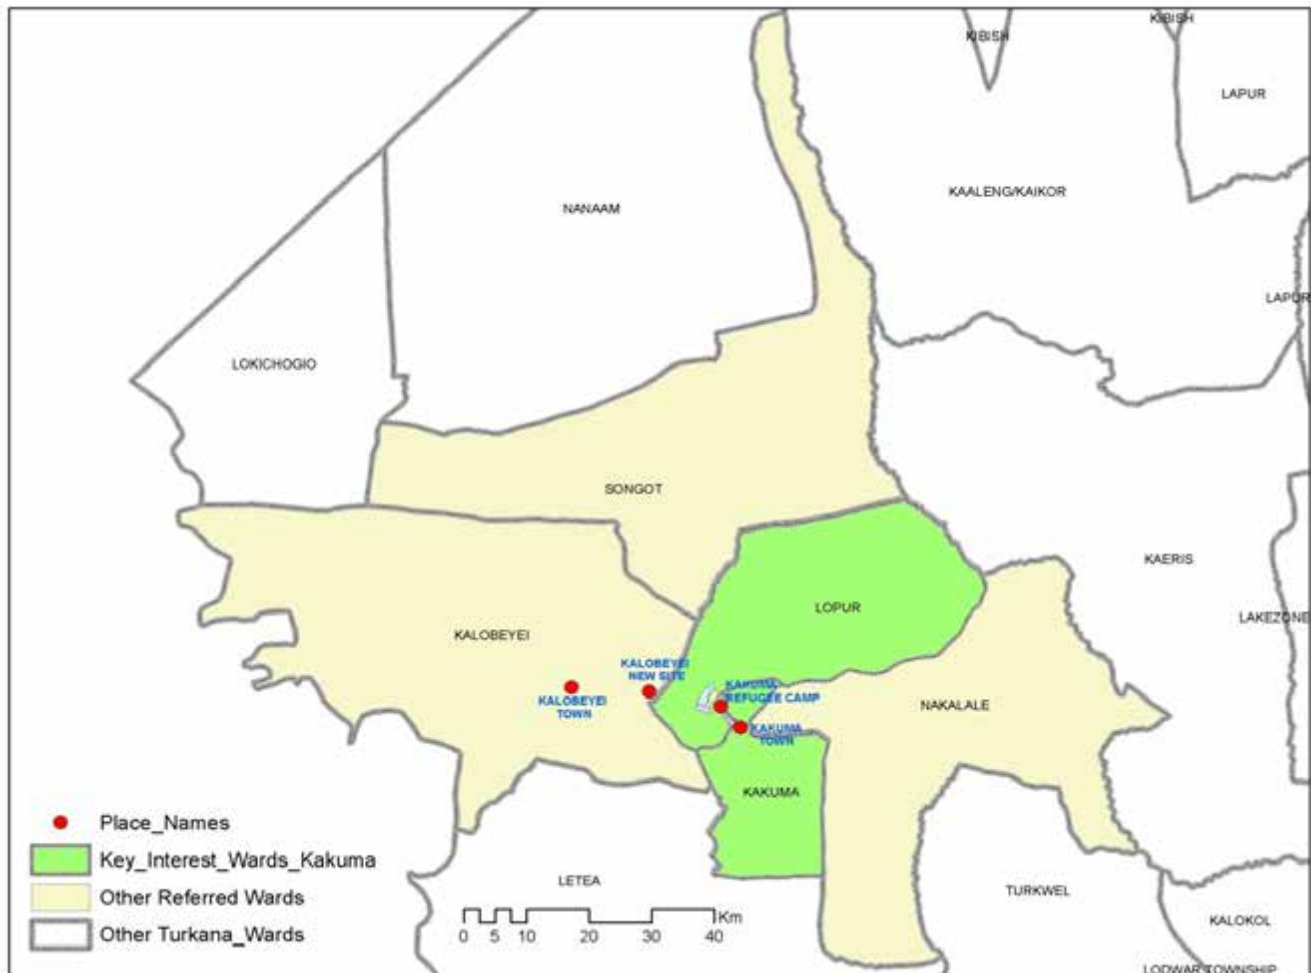 KIBISH
KIBISH
LAPUR
KAALENG/KAIKOR
NANAAM
LAPUR
LOKICHOGIO
SONGOT
KAERIS
LOPUR
LAKEZONE
KALOBEYEI
KALOBEYEI
NEW SITE
KAKUMA
REFUGEE CAMP
KALOBEYEI
TOWN
NAKALALE
KAKUMA
TOWN
KAKUMA
LETEA
TURKWEL
KALOKOL
LODWAR TOWNSHIP
Place_Names
Key_Interest_Wards_Kakuma
Other Referred Wards
Other Turkana_Wards
Km
0 5 10 20 30 40